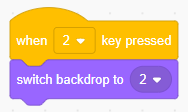 when 2 key pressed
switch backdrop to 2